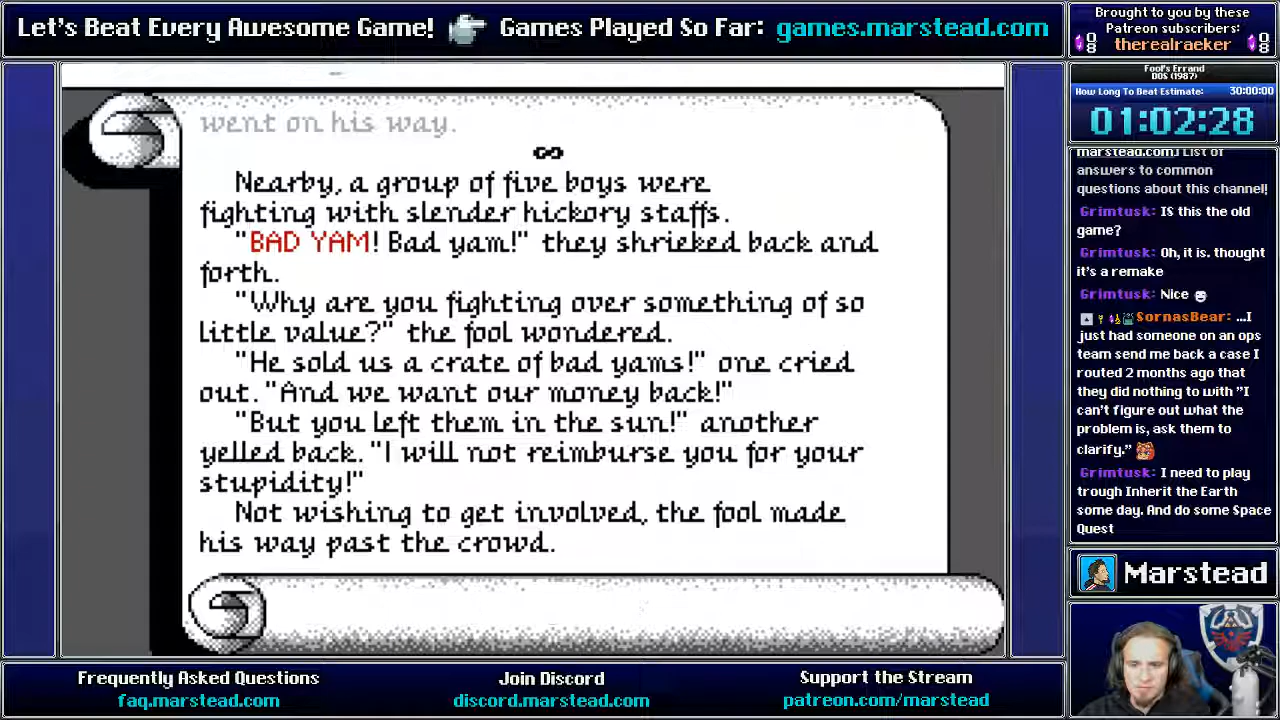 Let's Beat Every Awesome Game! Games Played So Far: games.marstead.com
Brought to you by these
Patreon subscribers:
therealraeker
Fool's Errand
DOS (1987)
How Long To Beat Estimate: 30:00:00
01:02:28
went on his way.
∞
Nearby, a group of five boys were
fighting with slender hickory staffs.
"BAD YAM! Bad yam!" they shrieked back and
forth.
"Why are you fighting over something of so
little value?" the fool wondered.
"He sold us a crate of bad yams!" one cried
out. "And we want our money back!"
"But you left them in the sun!" another
yelled back. "I will not reimburse you for your
stupidity!"
Not wishing to get involved, the fool made
his way past the crowd.
marstead.com] List of
answers to common
questions about this channel!
Grimtusk: IS this the old
game?
Grimtusk: Oh, it is. thought
it's a remake
Grimtusk: Nice
SornasBear: ...I
just had someone on an ops
team send me back a case I
routed 2 months ago that
they did nothing to with "I
can't figure out what the
problem is, ask them to
clarify."
Grimtusk: I need to play
trough Inherit the Earth
some day. And do some Space
Quest
Marstead
Frequently Asked Questions
faq.marstead.com
Join Discord
discord.marstead.com
Support the Stream
patreon.com/marstead